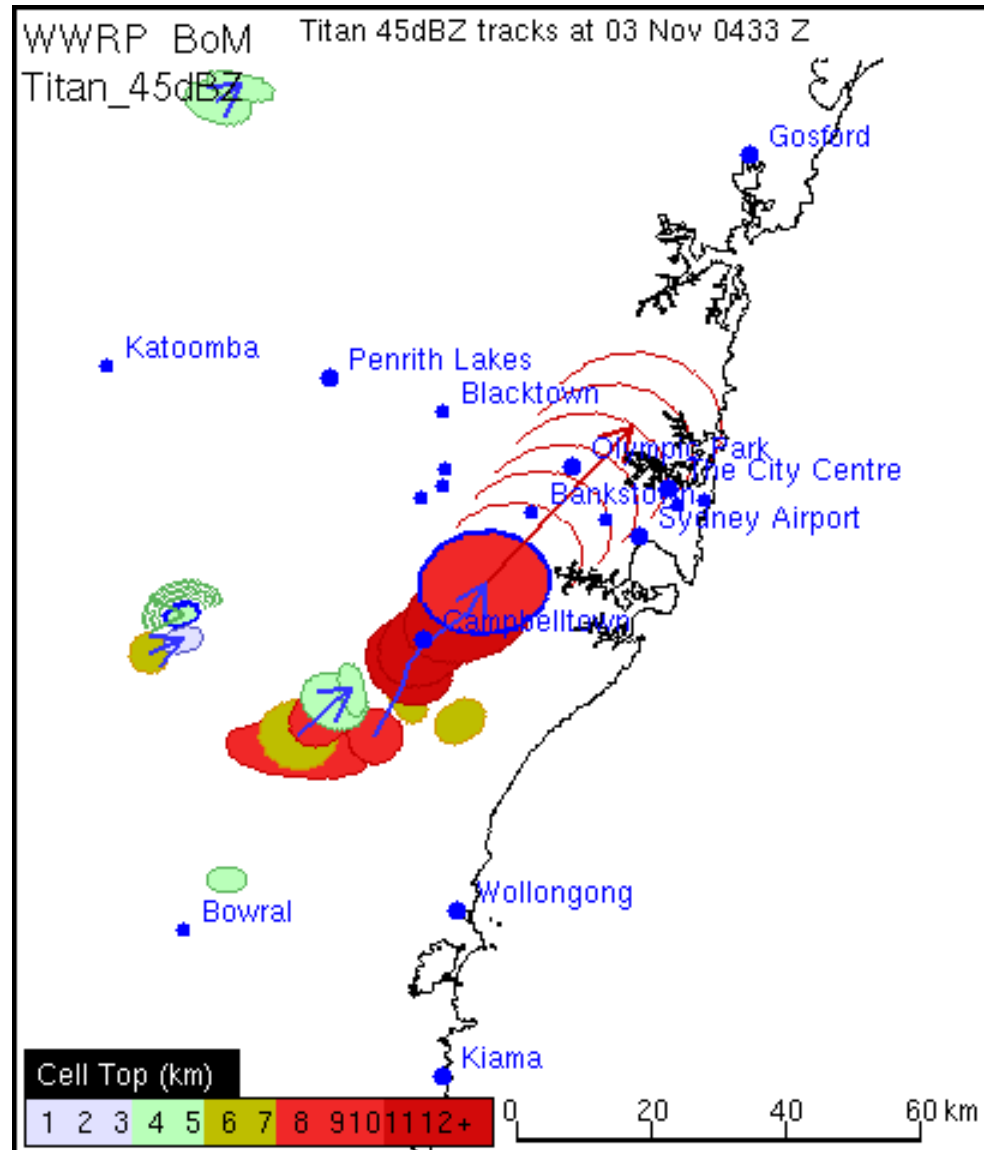 WWRP BoM
Titan 45dBZ tracks at 03 Nov 0433 Z
Titan_45dBZ
Gosford
Katoomba
Penrith Lakes
Blacktown
Olympic Park
The City Centre
Bankstown
Sydney Airport
Campbelltown
Wollongong
Bowral
Kiama
Cell Top (km)
1 2 3 4 5 6 7 8 9 10 11 12+
0 20 40 60 km